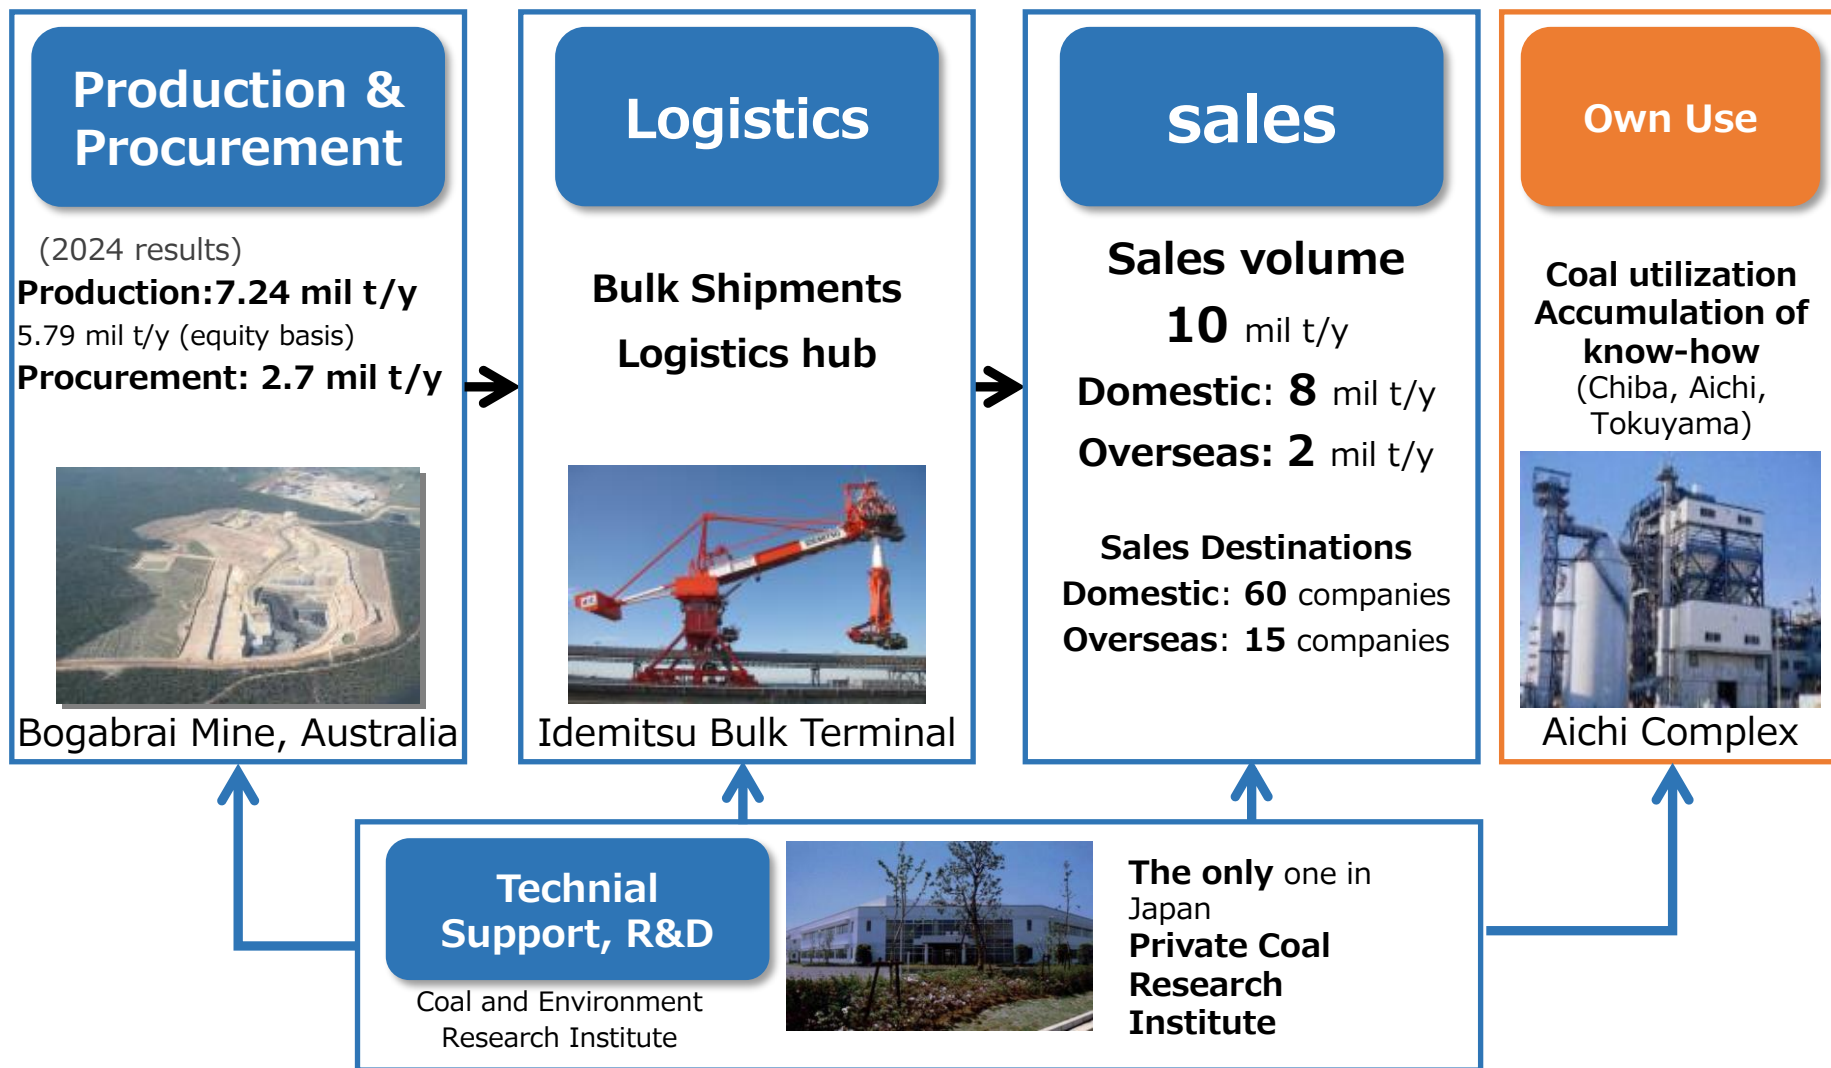 Production &
Procurement
(2024 results)
Production:7.24 mil t/y
5.79 mil t/y (equity basis)
Procurement: 2.7 mil t/y
Bogabrai Mine, Australia
Logistics
Bulk Shipments
Logistics hub
Idemitsu Bulk Terminal
sales
Sales volume
10 mil t/y
Domestic: 8 mil t/y
Overseas: 2 mil t/y
Sales Destinations
Domestic: 60 companies
Overseas: 15 companies
Own Use
Coal utilization
Accumulation of
know-how
(Chiba, Aichi,
Tokuyama)
Aichi Complex
Technial
Support, R&D
Coal and Environment
Research Institute
The only one in
Japan
Private Coal
Research
Institute